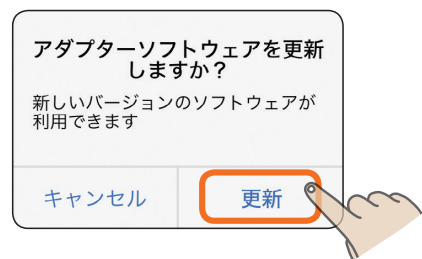 アダプターソフトウェアを更新
しますか？
新しいバージョンのソフトウェアが
利用できます
キャンセル
更新